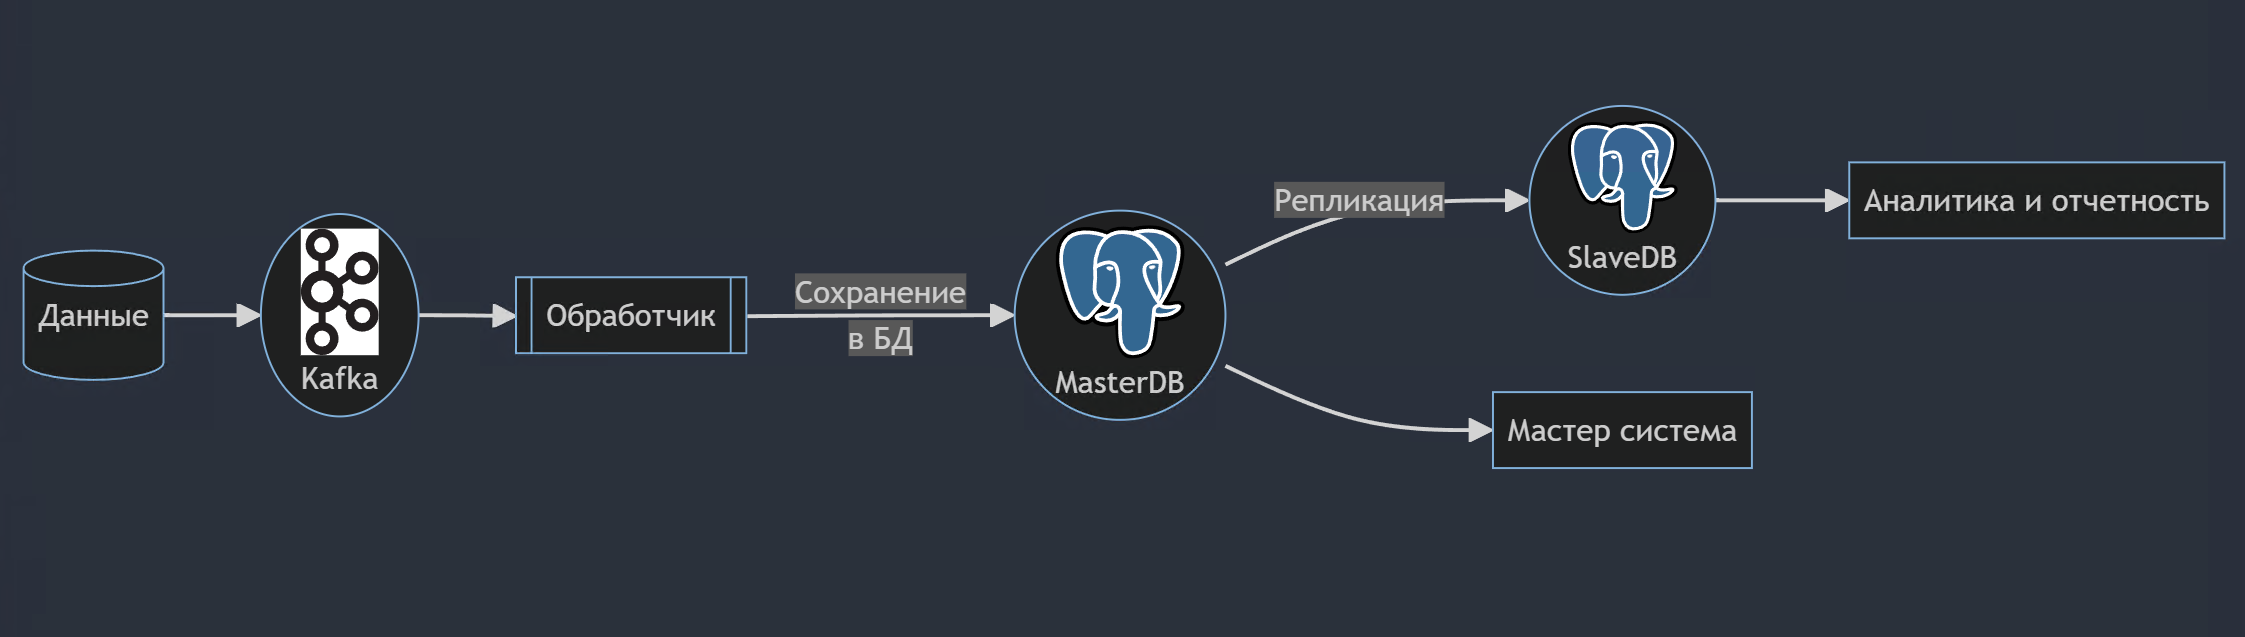 Данные
Kafka
Обработчик
Сохранение
в БД
MasterDB
Репликация
SlaveDB
Аналитика и отчетность
Мастер система